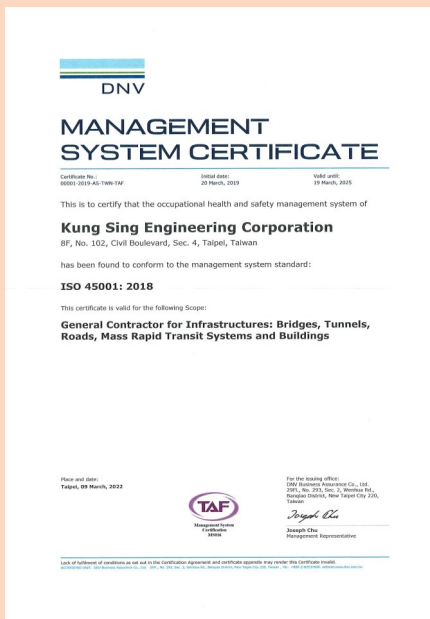 DNV
MANAGEMENT
SYSTEM CERTIFICATE
Certificate No.:
00001-2019-AS-TWN-TAF
Initial date:
20 March, 2019
Valid until:
19 March, 2025
This is to certify that the occupational health and safety management system of
Kung Sing Engineering Corporation
8F, No. 102, Civil Boulevard, Sec. 4, Taipei, Taiwan
has been found to conform to the management system standard:
ISO 45001: 2018
This certificate is valid for the following Scope:
General Contractor for Infrastructures: Bridges, Tunnels,
Roads, Mass Rapid Transit Systems and Buildings
Place and date:
Taipei, 09 March, 2022
TAF
Management System
Certification
For the issuing office:
DNV Business Assurance Co., Ltd.
29Fl., No. 293, Sec. 2, Wenhua Rd.,
Banqiao District, New Taipei City 220,
Taiwan
Joseph Chu
Joseph Chu
Management Representative
Lack of fulfilment of conditions as set out in the Certification Agreement and certificate appendix may render this Certificate invalid.